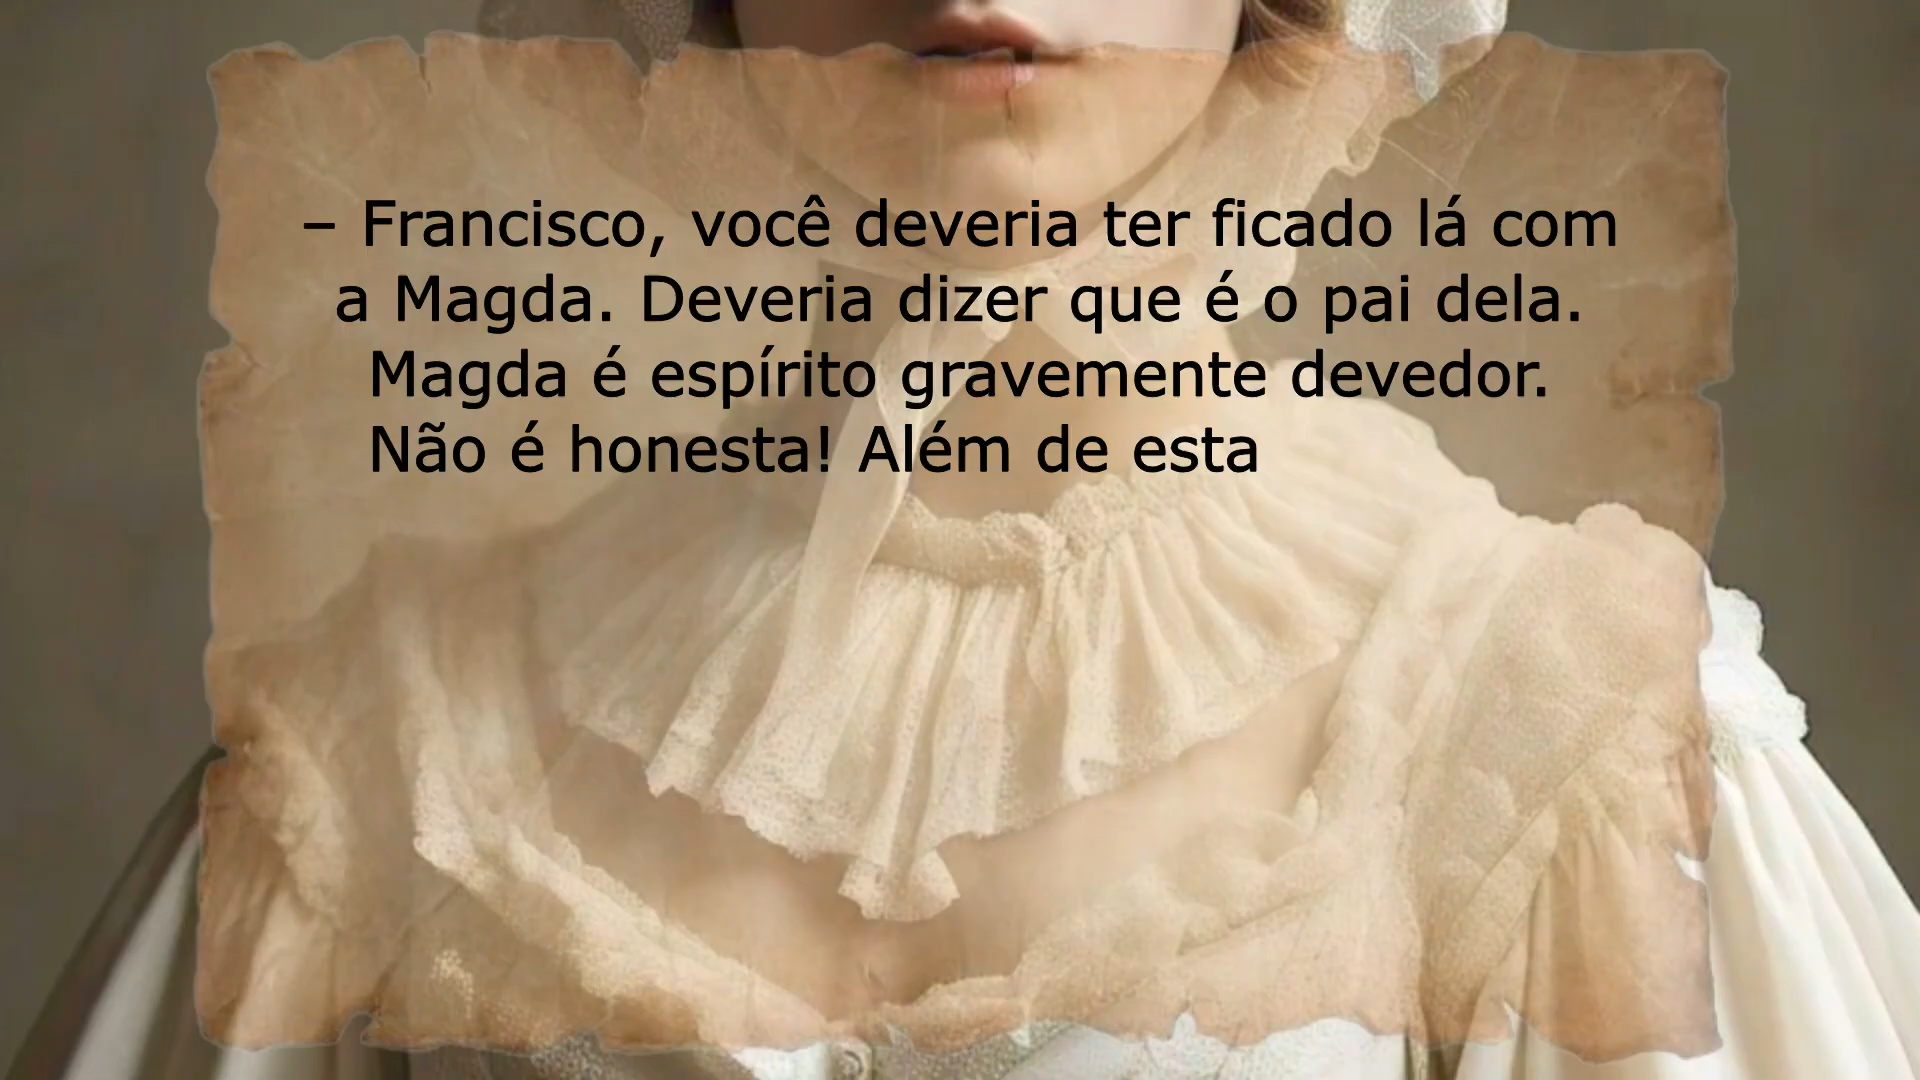 – Francisco, você deveria ter ficado lá com
a Magda. Deveria dizer que é o pai dela.
Magda é espírito gravemente devedor.
Não é honesta! Além de esta